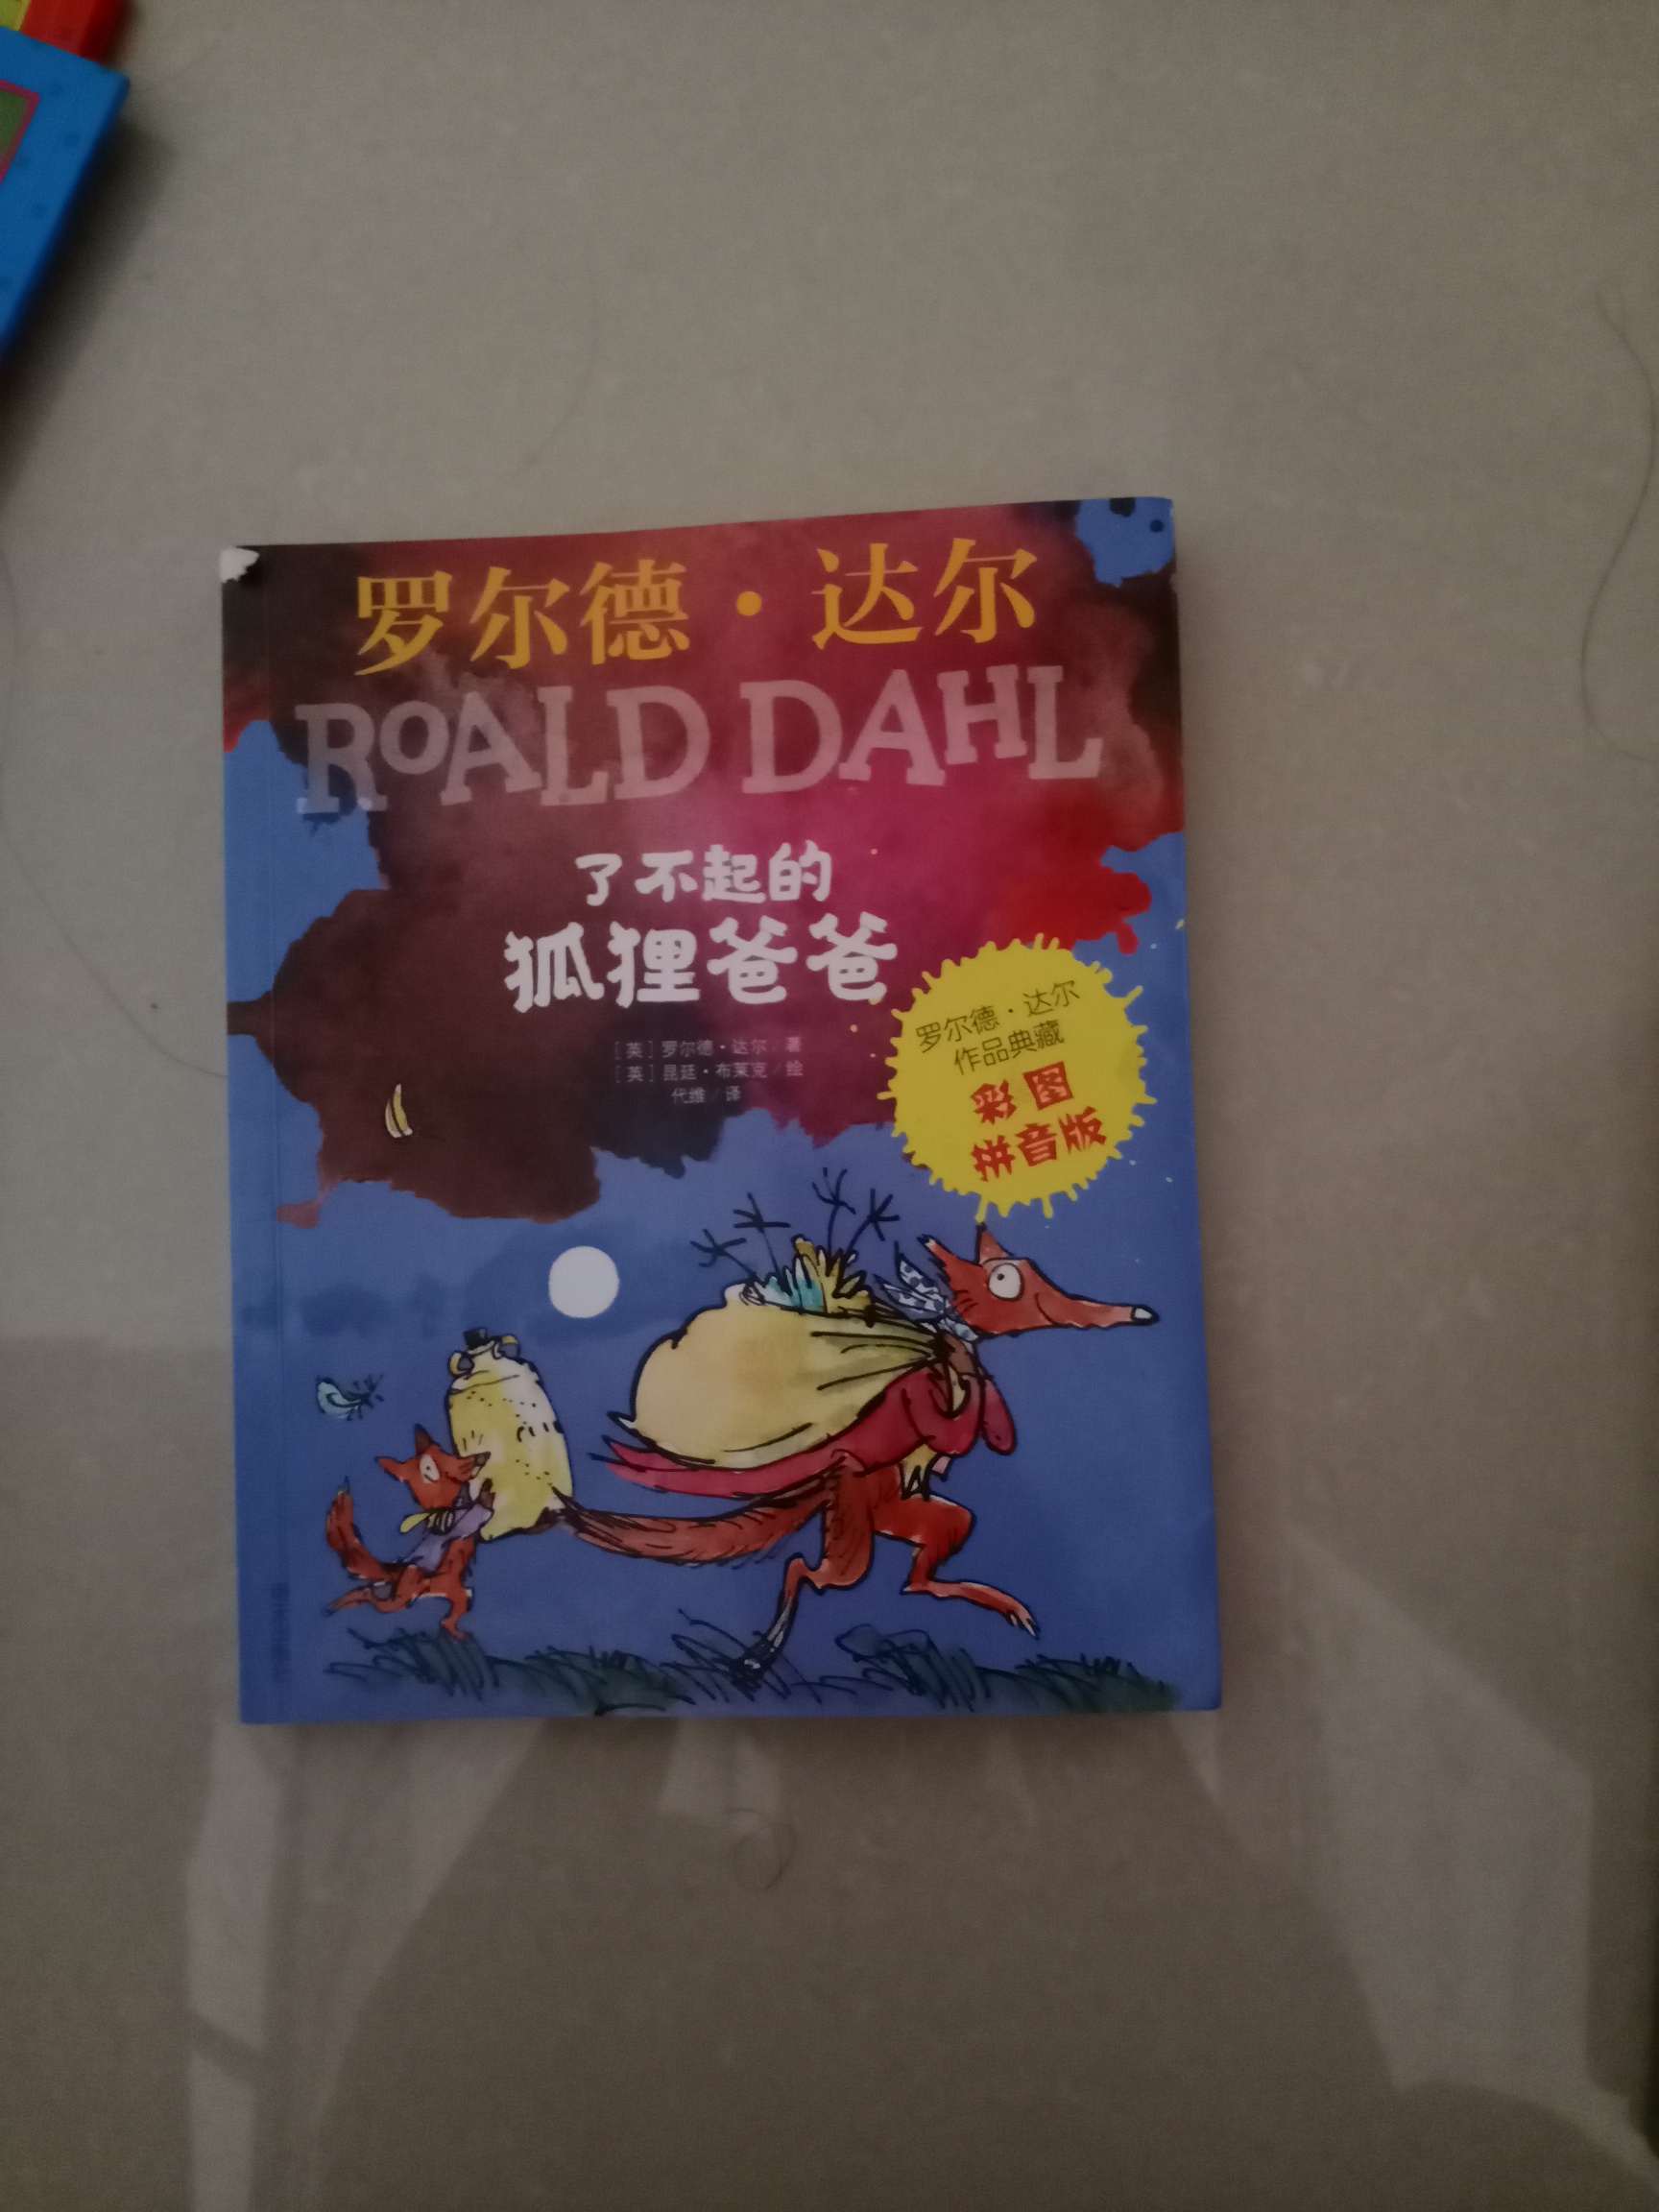 罗尔德·达尔
ROALD DAHL
了不起的
狐狸爸爸
[英]罗尔德·达尔/著
[英]昆廷·布莱克/绘
代维/译
罗尔德·达尔
作品典藏
彩图
拼音版